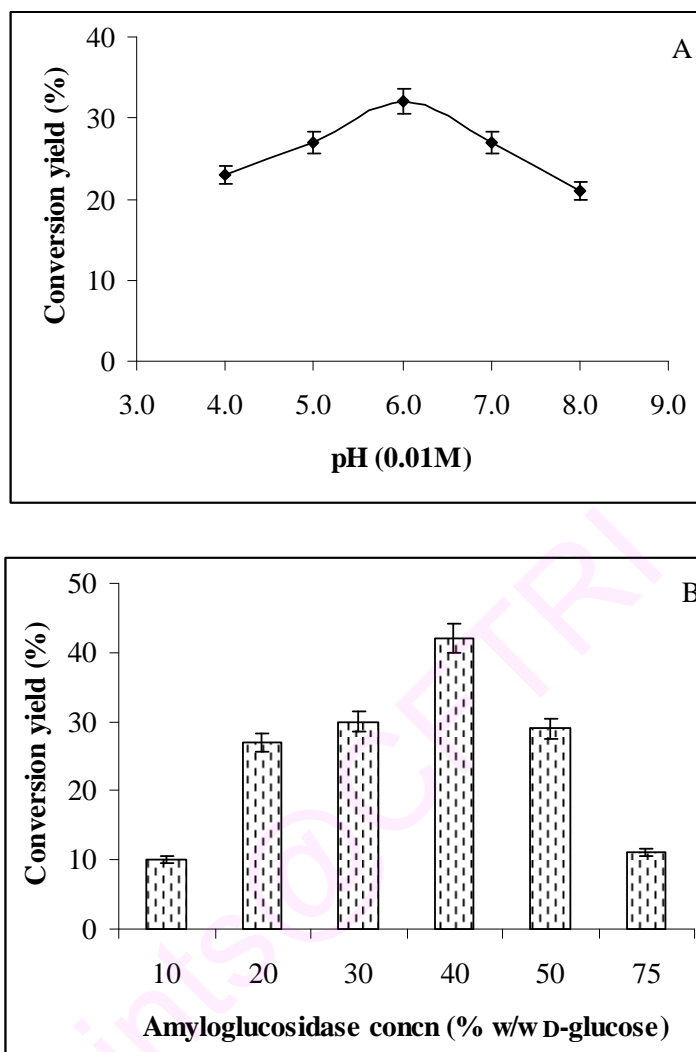 A
40
30
20
10
0
Conversion yield (%)
3.0 4.0 5.0 6.0 7.0 8.0 9.0
pH (0.01M)
B
50
40
30
20
10
0
Conversion yield (%)
10 20 30 40 50 75
Amyloglucosidase concn (% w/w D-glucose)
ints@CFTRI